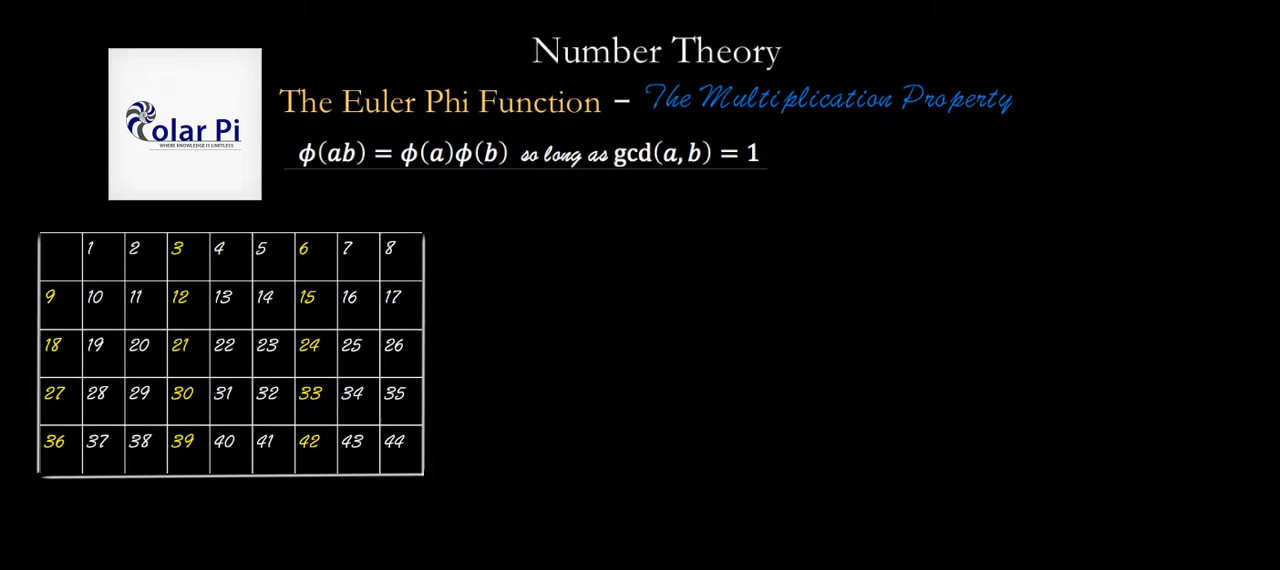 Number Theory
The Euler Phi Function – The Multiplication Property
ϕ(ab) = ϕ(a)ϕ(b) so long as gcd(a, b) = 1
olar Pi
WHERE KNOWLEDGE IS LIMITLESS
1 2 3 4 5 6 7 8
9 10 11 12 13 14 15 16 17
18 19 20 21 22 23 24 25 26
27 28 29 30 31 32 33 34 35
36 37 38 39 40 41 42 43 44